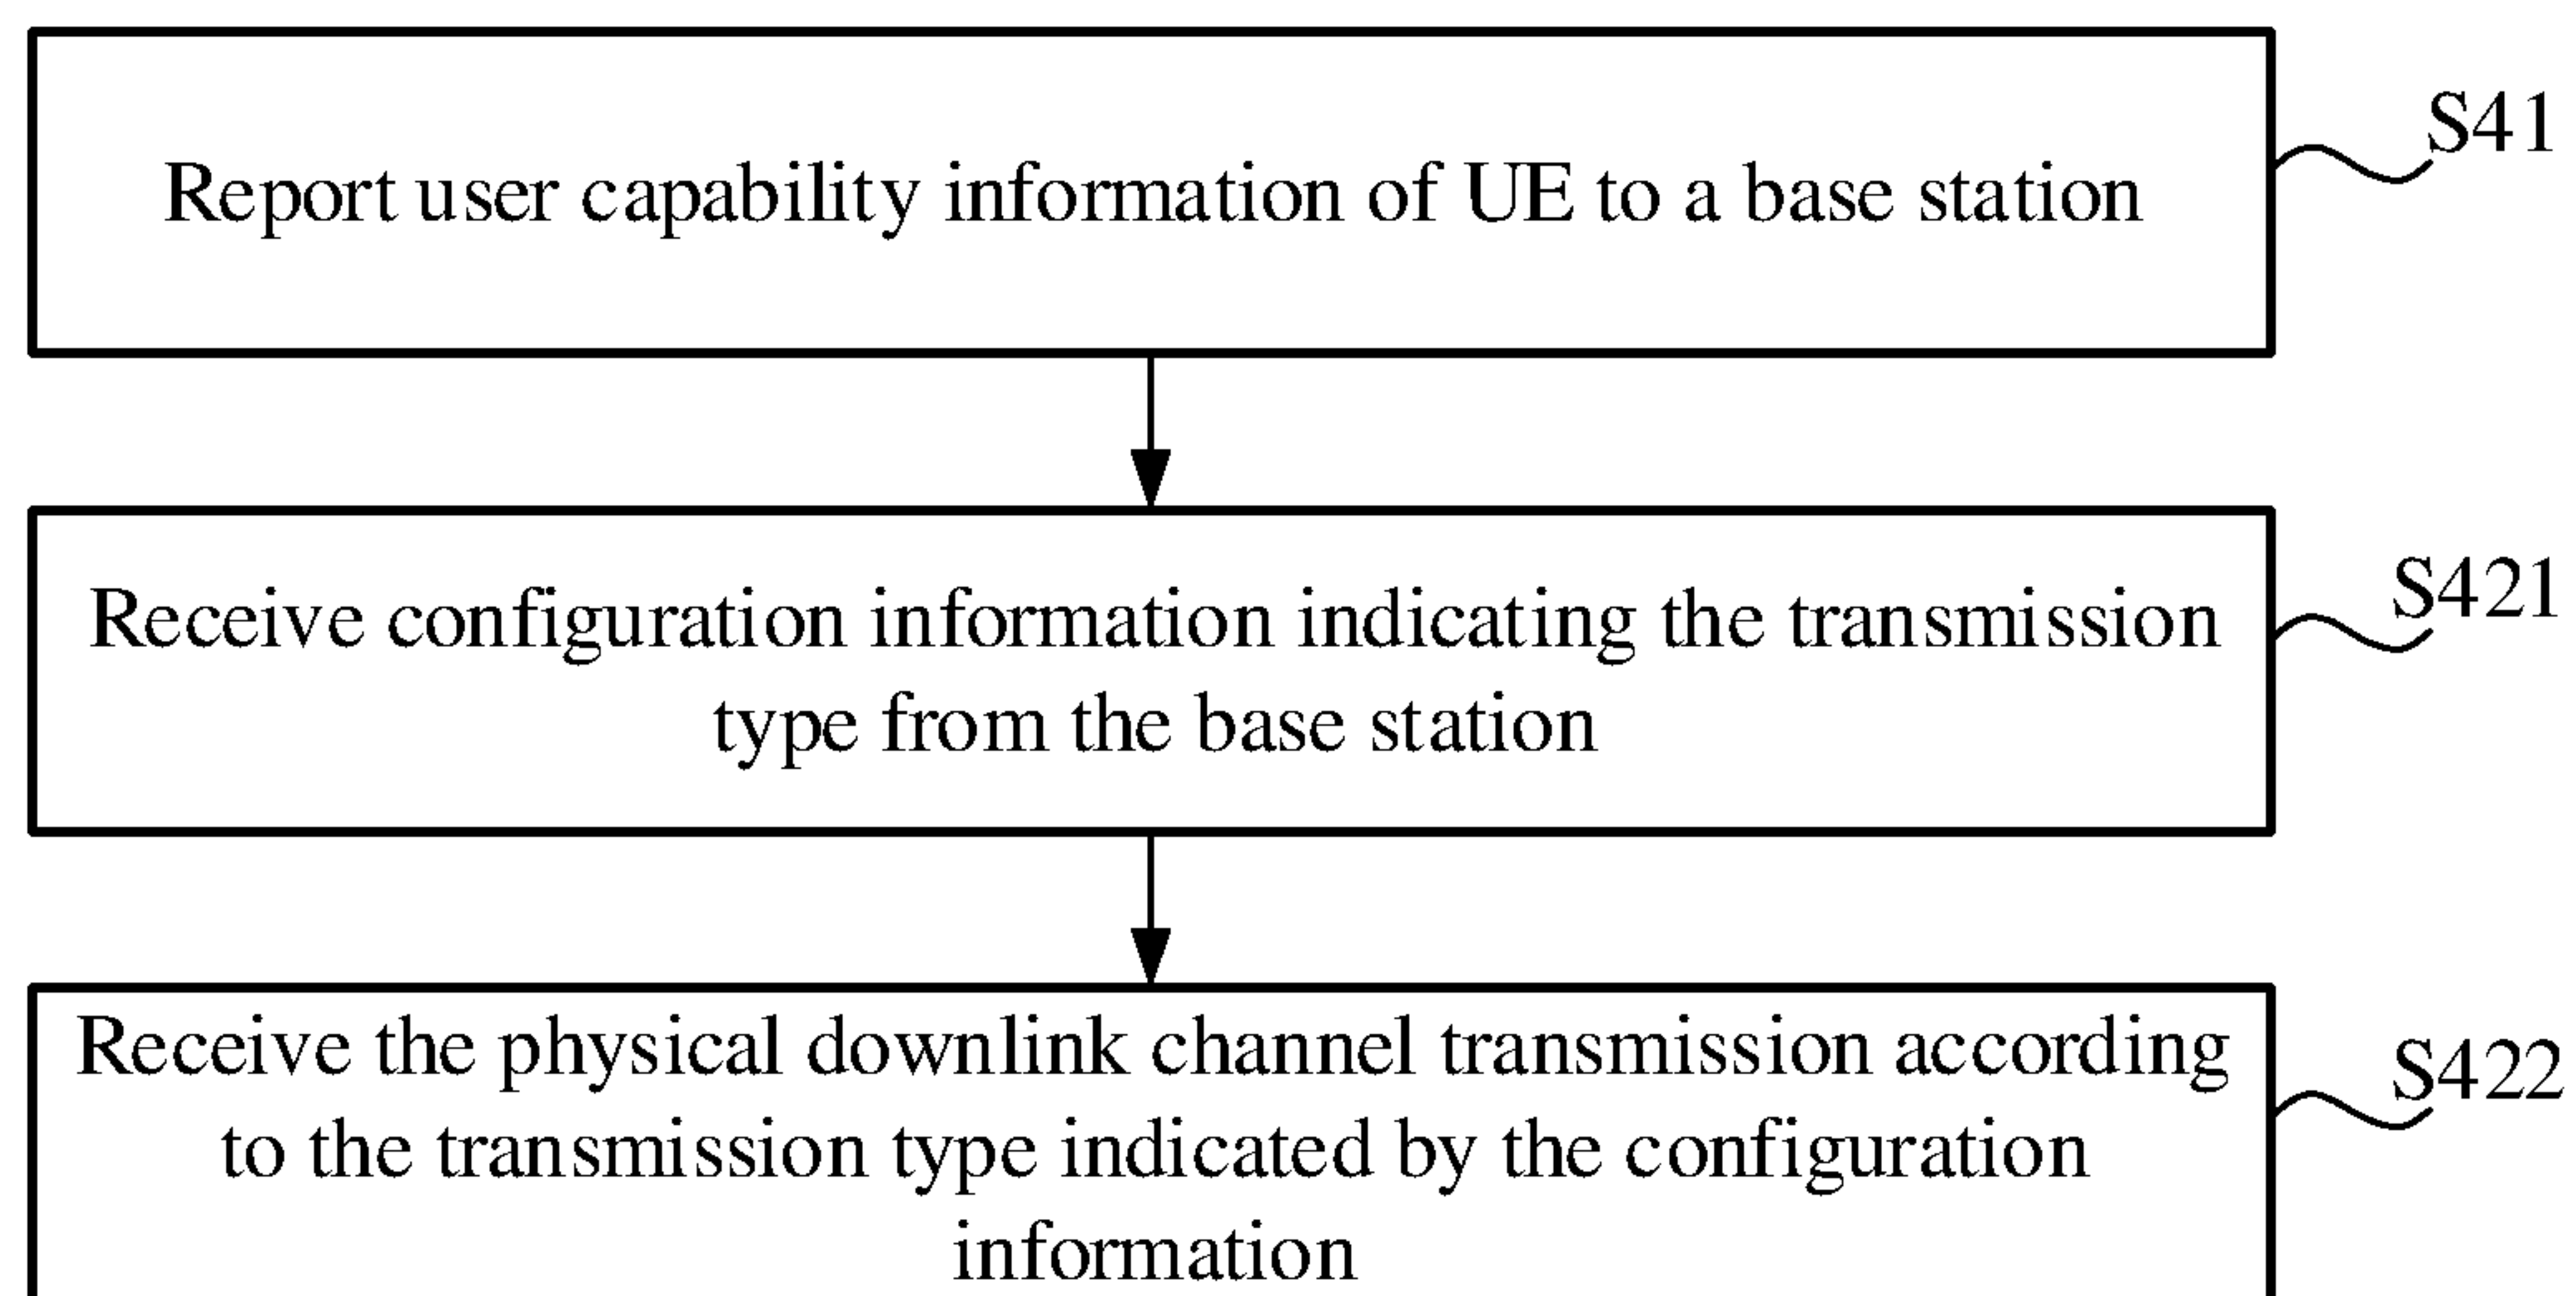 Report user capability information of UE to a base station
S41
Receive configuration information indicating the transmission
type from the base station
S421
Receive the physical downlink channel transmission according
to the transmission type indicated by the configuration
information
S422